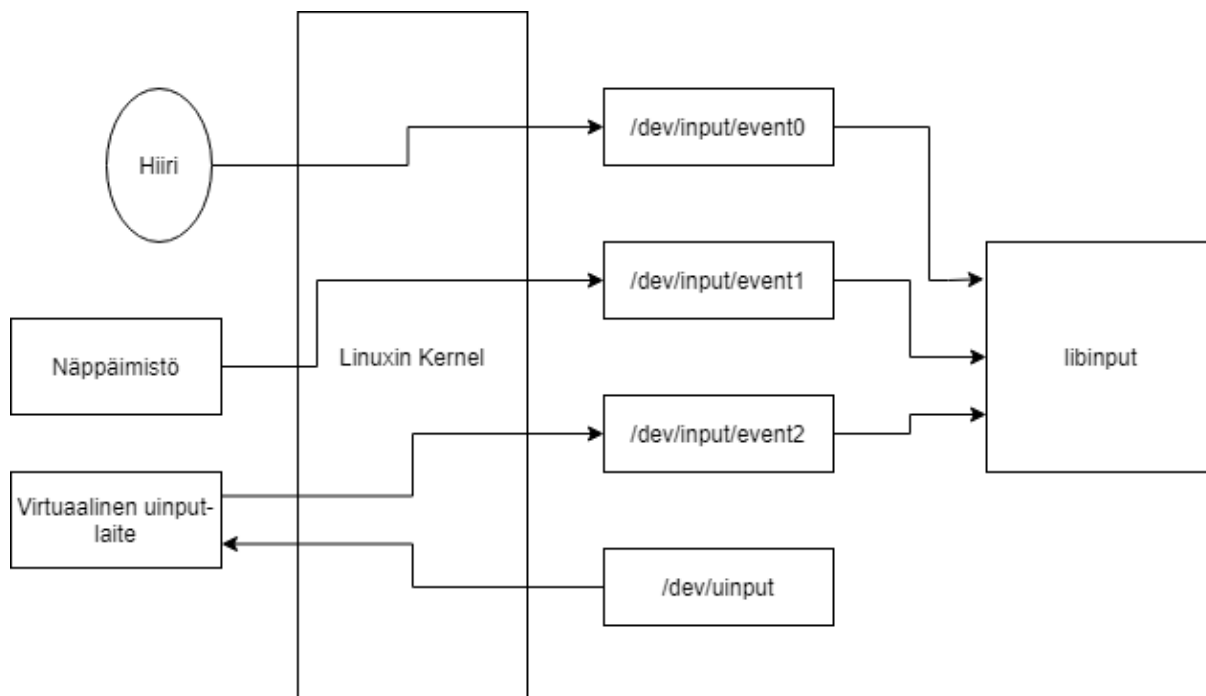 /dev/input/event0
Hiiri
/dev/input/event1
Näppäimistö
Linuxin Kernel
libinput
/dev/input/event2
Virtuaalinen uinput-
laite
/dev/uinput